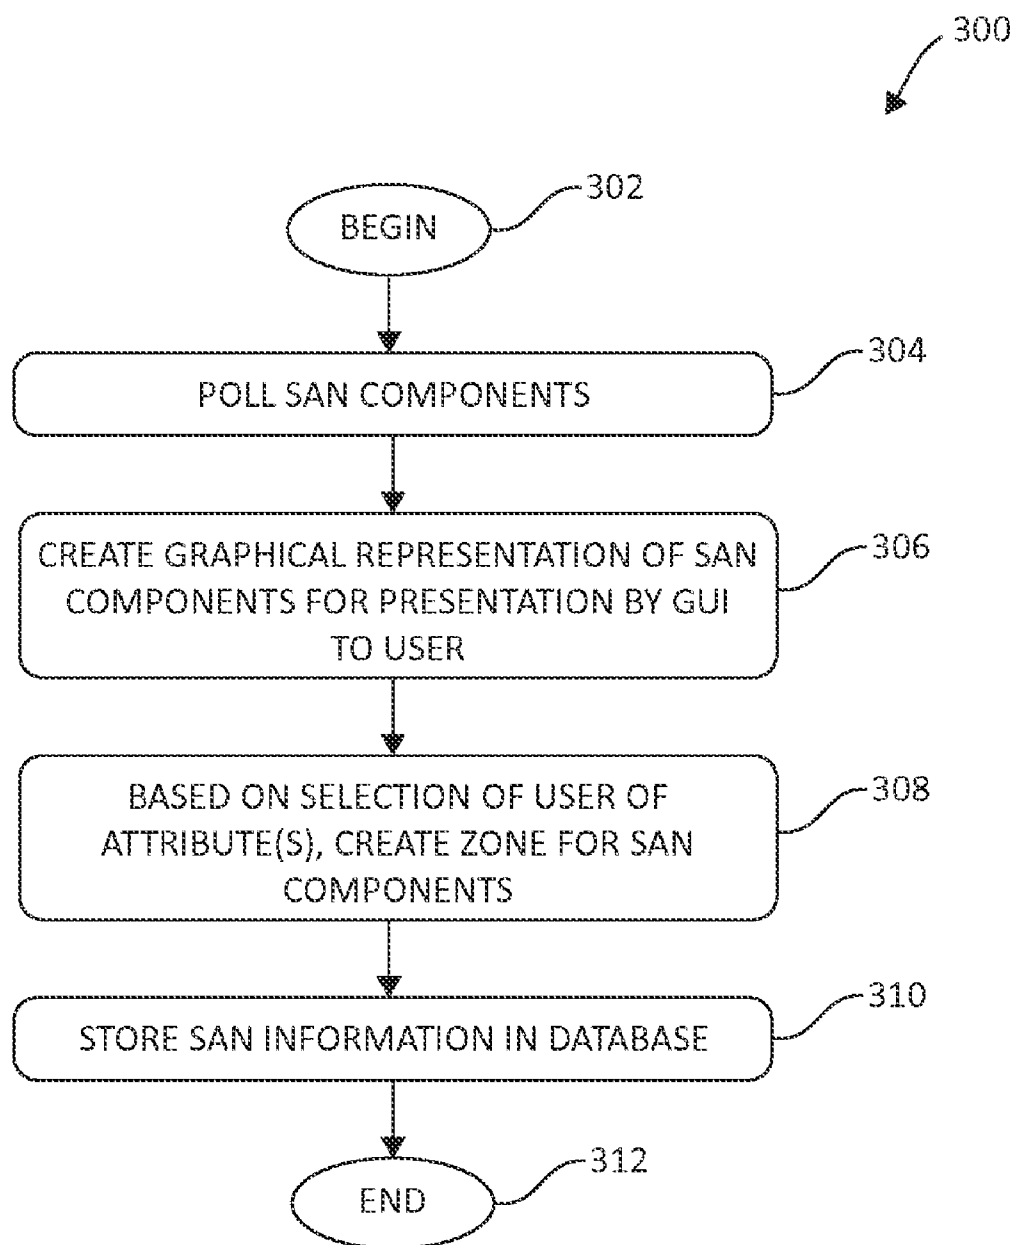 300
BEGIN
302
POLL SAN COMPONENTS
304
CREATE GRAPHICAL REPRESENTATION OF SAN
COMPONENTS FOR PRESENTATION BY GUI
TO USER
306
BASED ON SELECTION OF USER OF
ATTRIBUTE(S), CREATE ZONE FOR SAN
COMPONENTS
308
STORE SAN INFORMATION IN DATABASE
310
END
312